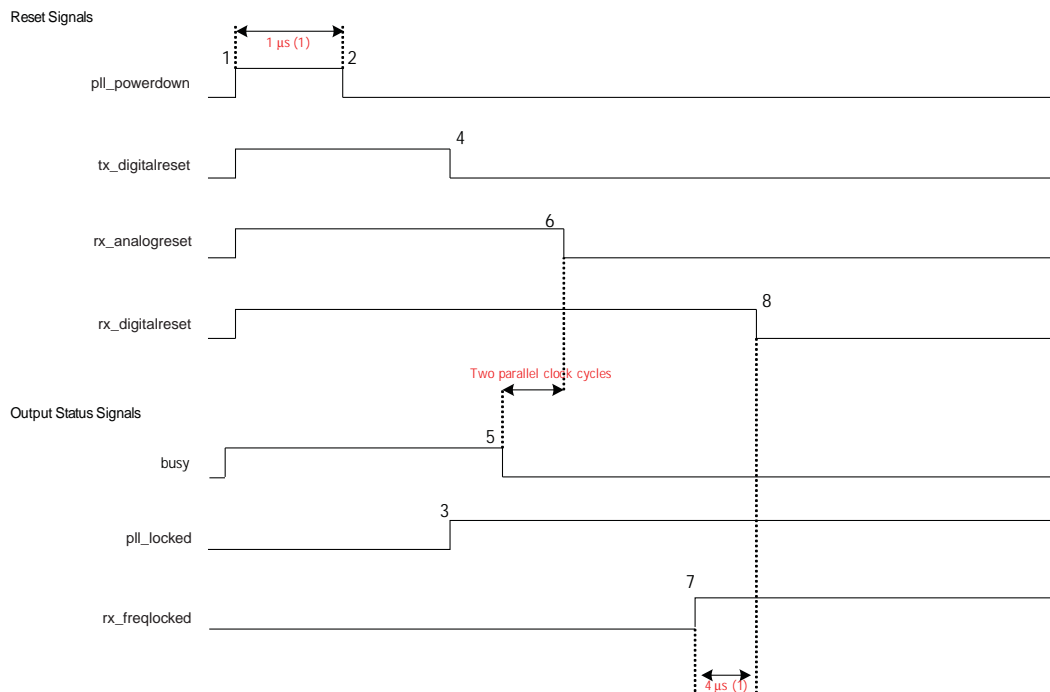 Reset Signals
1 µs (1)
1
2
pll_powerdown
4
tx_digitalreset
6
rx_analogreset
8
rx_digitalreset
Two parallel clock cycles
Output Status Signals
5
busy
3
pll_locked
7
rx_freqlocked
4 µs (1)